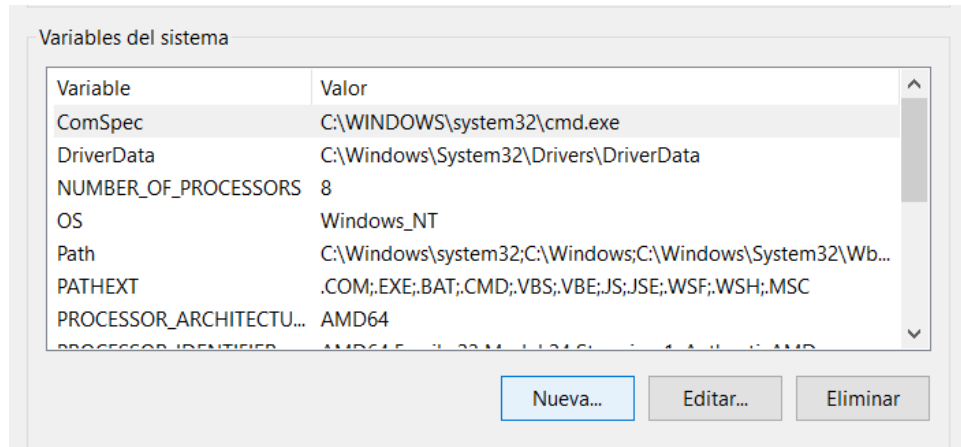 Variables del sistema
Variable Valor
ComSpec C:\WINDOWS\system32\cmd.exe
DriverData C:\Windows\System32\Drivers\DriverData
NUMBER_OF_PROCESSORS 8
OS Windows_NT
Path C:\Windows\system32;C:\Windows;C:\Windows\System32\Wb...
PATHEXT .COM;.EXE;.BAT;.CMD;.VBS;.VBE;.JS;.JSE;.WSF;.WSH;.MSC
PROCESSOR_ARCHITECTU... AMD64
Nueva... Editar... Eliminar